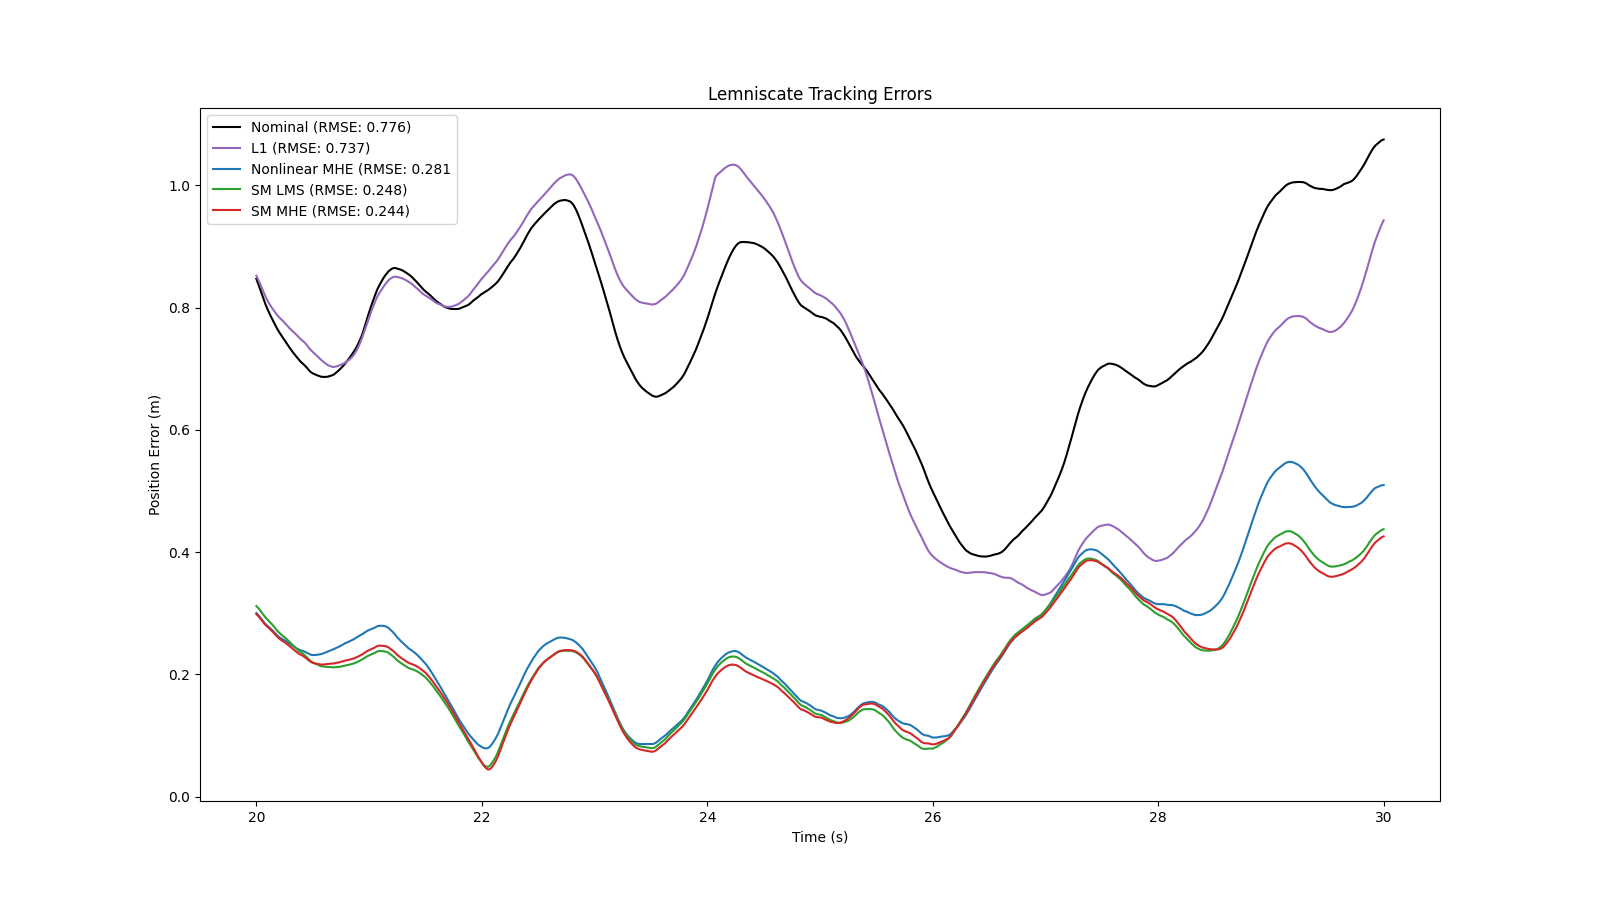 Lemniscate Tracking Errors
Nominal (RMSE: 0.776)
L1 (RMSE: 0.737)
Nonlinear MHE (RMSE: 0.281
SM LMS (RMSE: 0.248)
SM MHE (RMSE: 0.244)
Position Error (m)
1.0
0.8
0.6
0.4
0.2
0.0
20 22 24 26 28 30
Time (s)